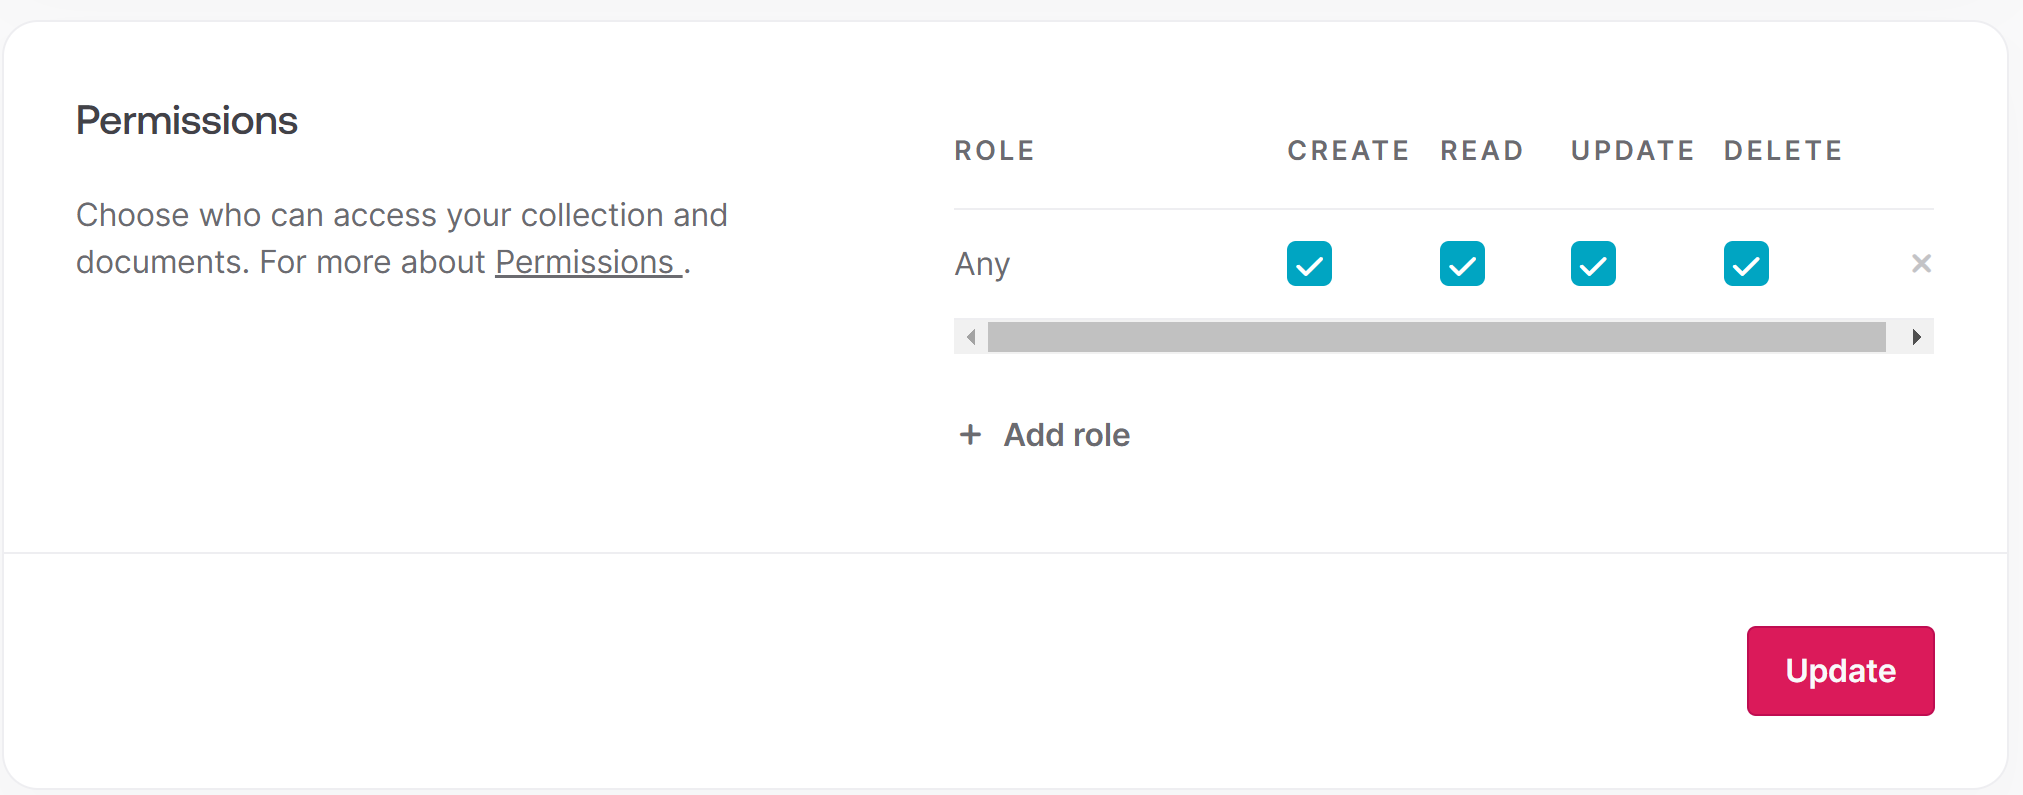 Permissions
Choose who can access your collection and
documents. For more about Permissions .
ROLE CREATE READ UPDATE DELETE
Any
+ Add role
Update